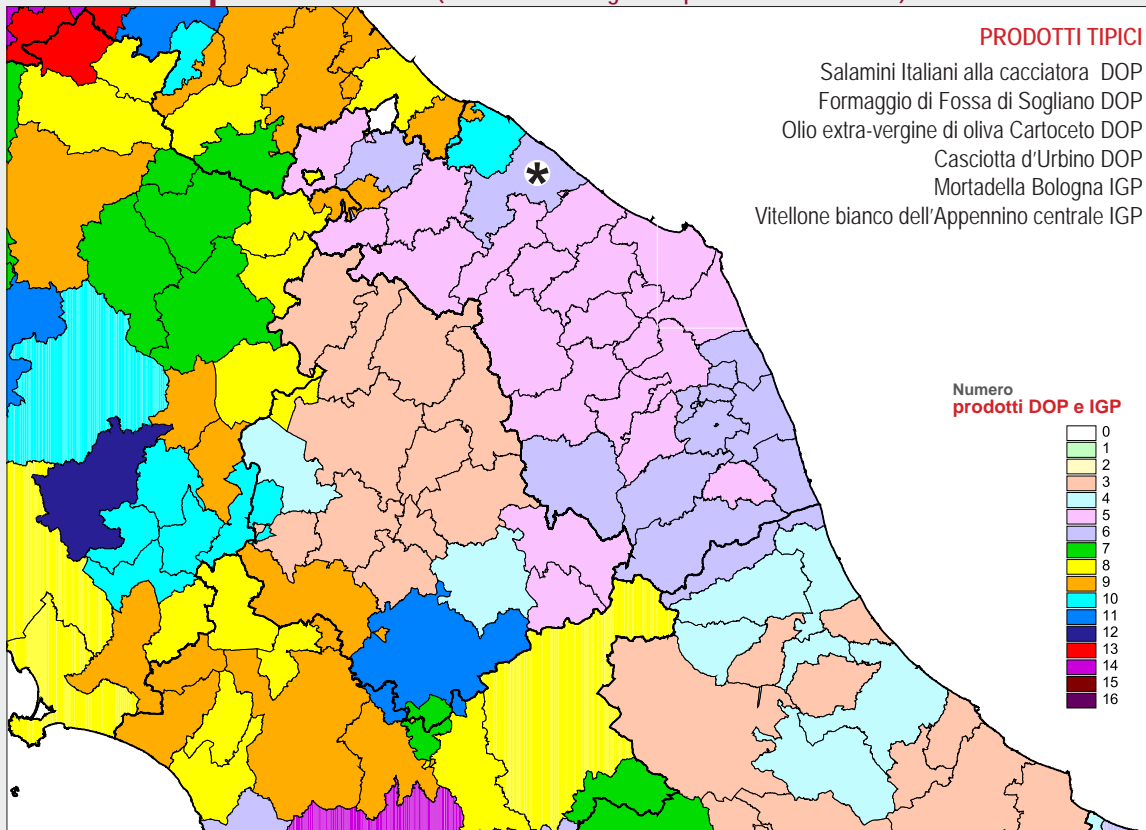 PRODOTTI TIPICI
Salamini Italiani alla cacciatora DOP
Formaggio di Fossa di Sogliano DOP
Olio extra-vergine di oliva Cartoceto DOP
Casciotta d'Urbino DOP
Mortadella Bologna IGP
Vitellone bianco dell'Appennino centrale IGP
*
Numero
prodotti DOP e IGP
0
1
2
3
4
5
6
7
8
9
10
11
12
13
14
15
16